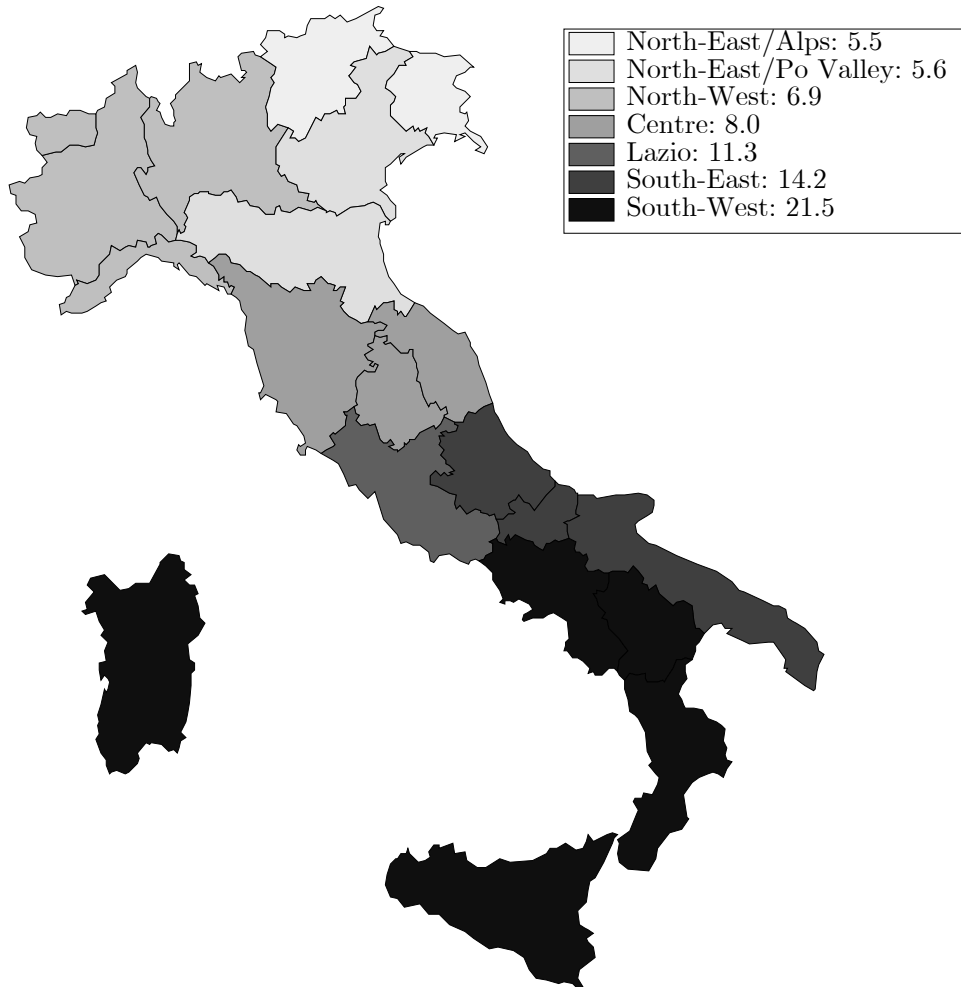 North-East/Alps: 5.5
North-East/Po Valley: 5.6
North-West: 6.9
Centre: 8.0
Lazio: 11.3
South-East: 14.2
South-West: 21.5